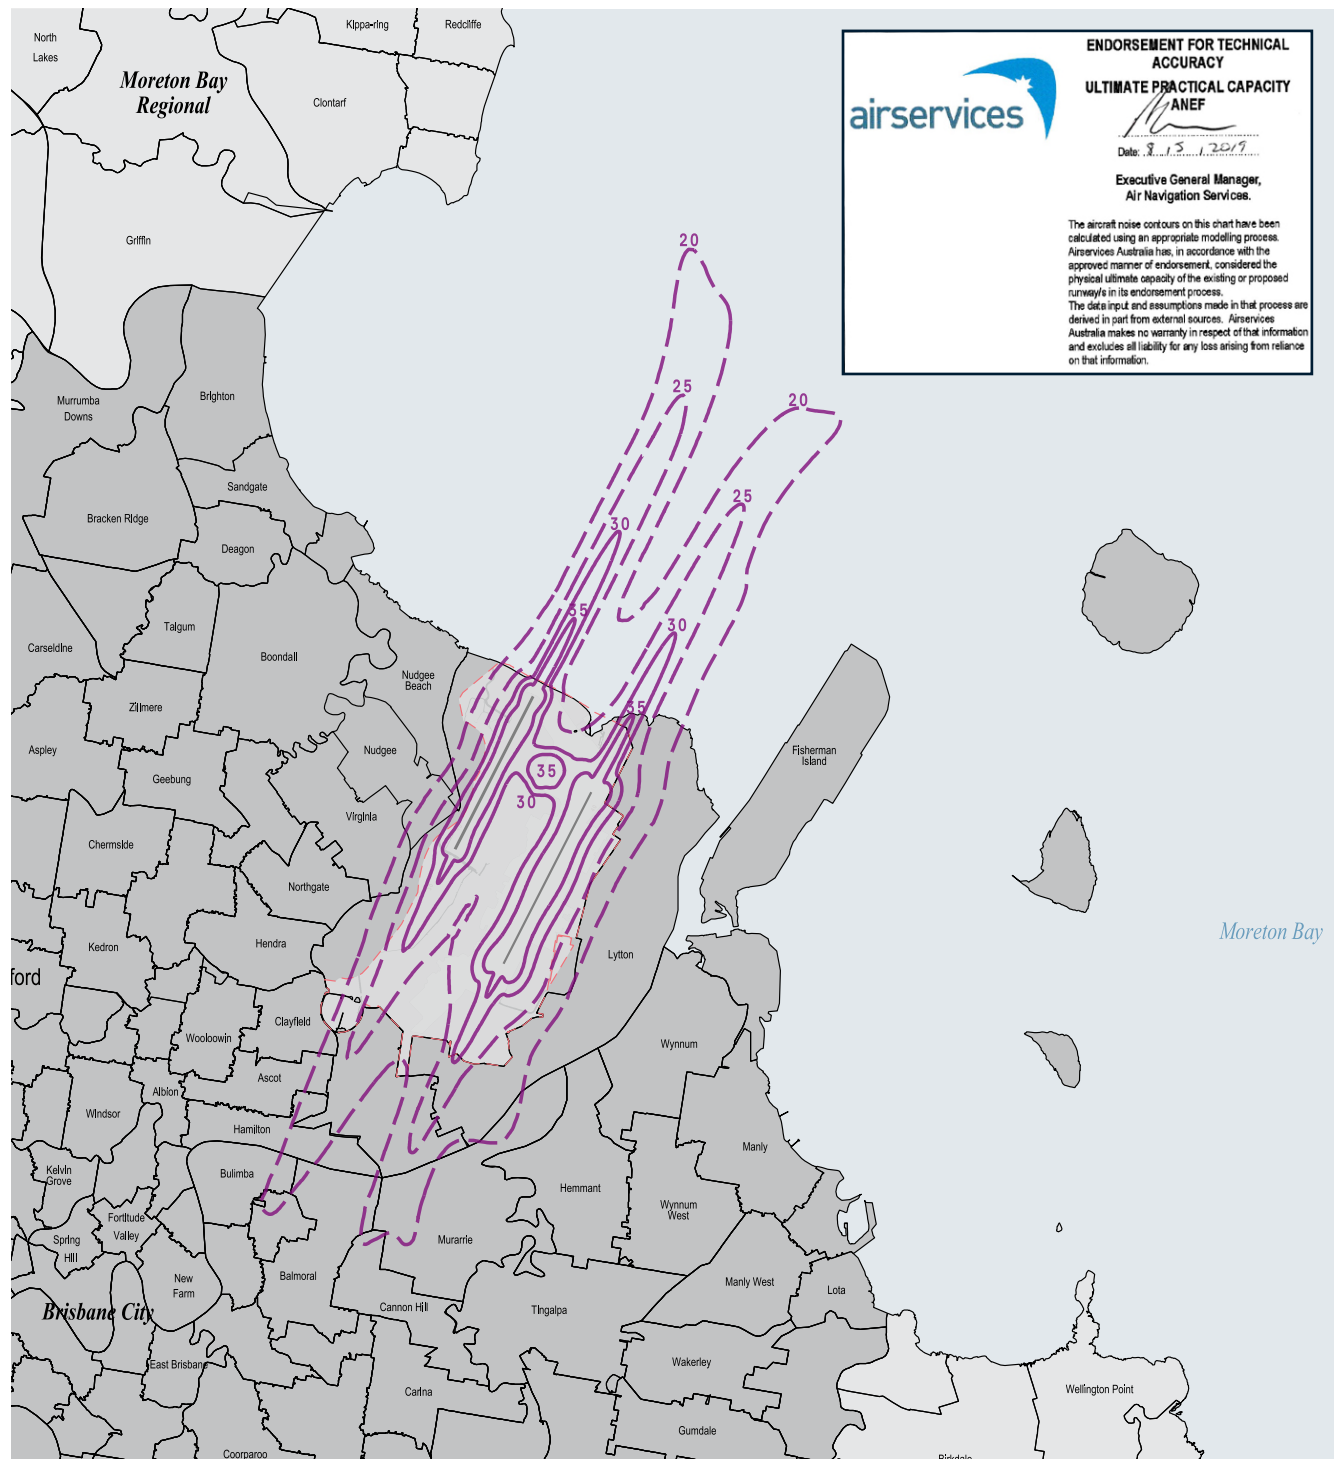 Kippa-ring
Redcliffe
North
Lakes
Moreton Bay
Regional
Clontarf
Griffin
airservices
ENDORSEMENT FOR TECHNICAL
ACCURACY
ULTIMATE PRACTICAL CAPACITY
ANEF
Date: 8 / 5 / 2019
Executive General Manager,
Air Navigation Services.
The aircraft noise contours on this chart have been
calculated using an appropriate modelling process.
Airservices Australia has, in accordance with the
approved manner of endorsement, considered the
physical ultimate capacity of the existing or proposed
runway/s in its endorsement process.
The data input and assumptions made in that process are
derived in part from external sources. Airservices
Australia makes no warranty in respect of that information
and excludes all liability for any loss arising from reliance
on that information.
20
25
20
25
30
35
30
35
35
30
Murrumba
Downs
Brighton
Sandgate
Bracken Ridge
Deagon
Talgum
Carseldine
Boondall
Nudgee
Beach
Zillmere
Aspley
Nudgee
Geebung
Fisherman
Island
Virginia
Chermside
Northgate
Kedron
Hendra
Moreton Bay
Lytton
ford
Clayfield
Wooloowin
Wynnum
Ascot
Albion
Windsor
Hamilton
Manly
Kelvin
Grove
Bulimba
Hemmant
Wynnum
West
Fortitude
Valley
Spring
Hill
Murarrie
New
Farm
Balmoral
Manly West
Lota
Brisbane City
Cannon Hill
Tingalpa
East Brisbane
Wakerley
Carina
Wellington Point
Gumdale
Coorparoo
Birkdale